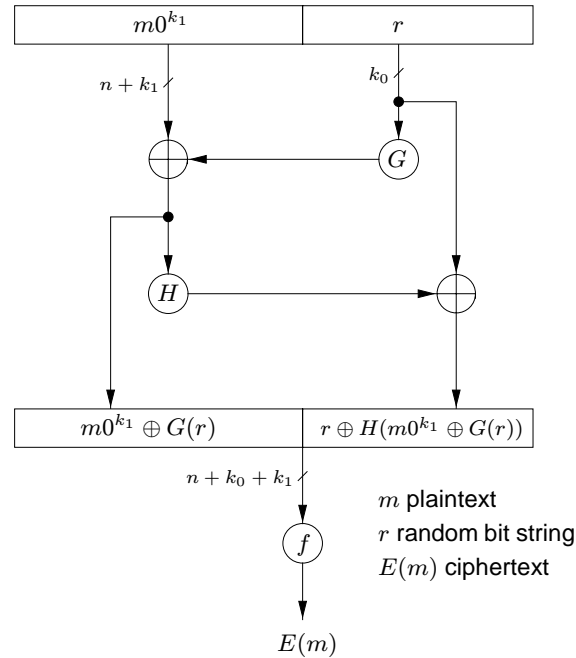 m0^{k_1} r
n + k_1 k_0
G
H
m0^{k_1} ⊕ G(r) r ⊕ H(m0^{k_1} ⊕ G(r))
n + k_0 + k_1
m plaintext
r random bit string
f
E(m) ciphertext
E(m)